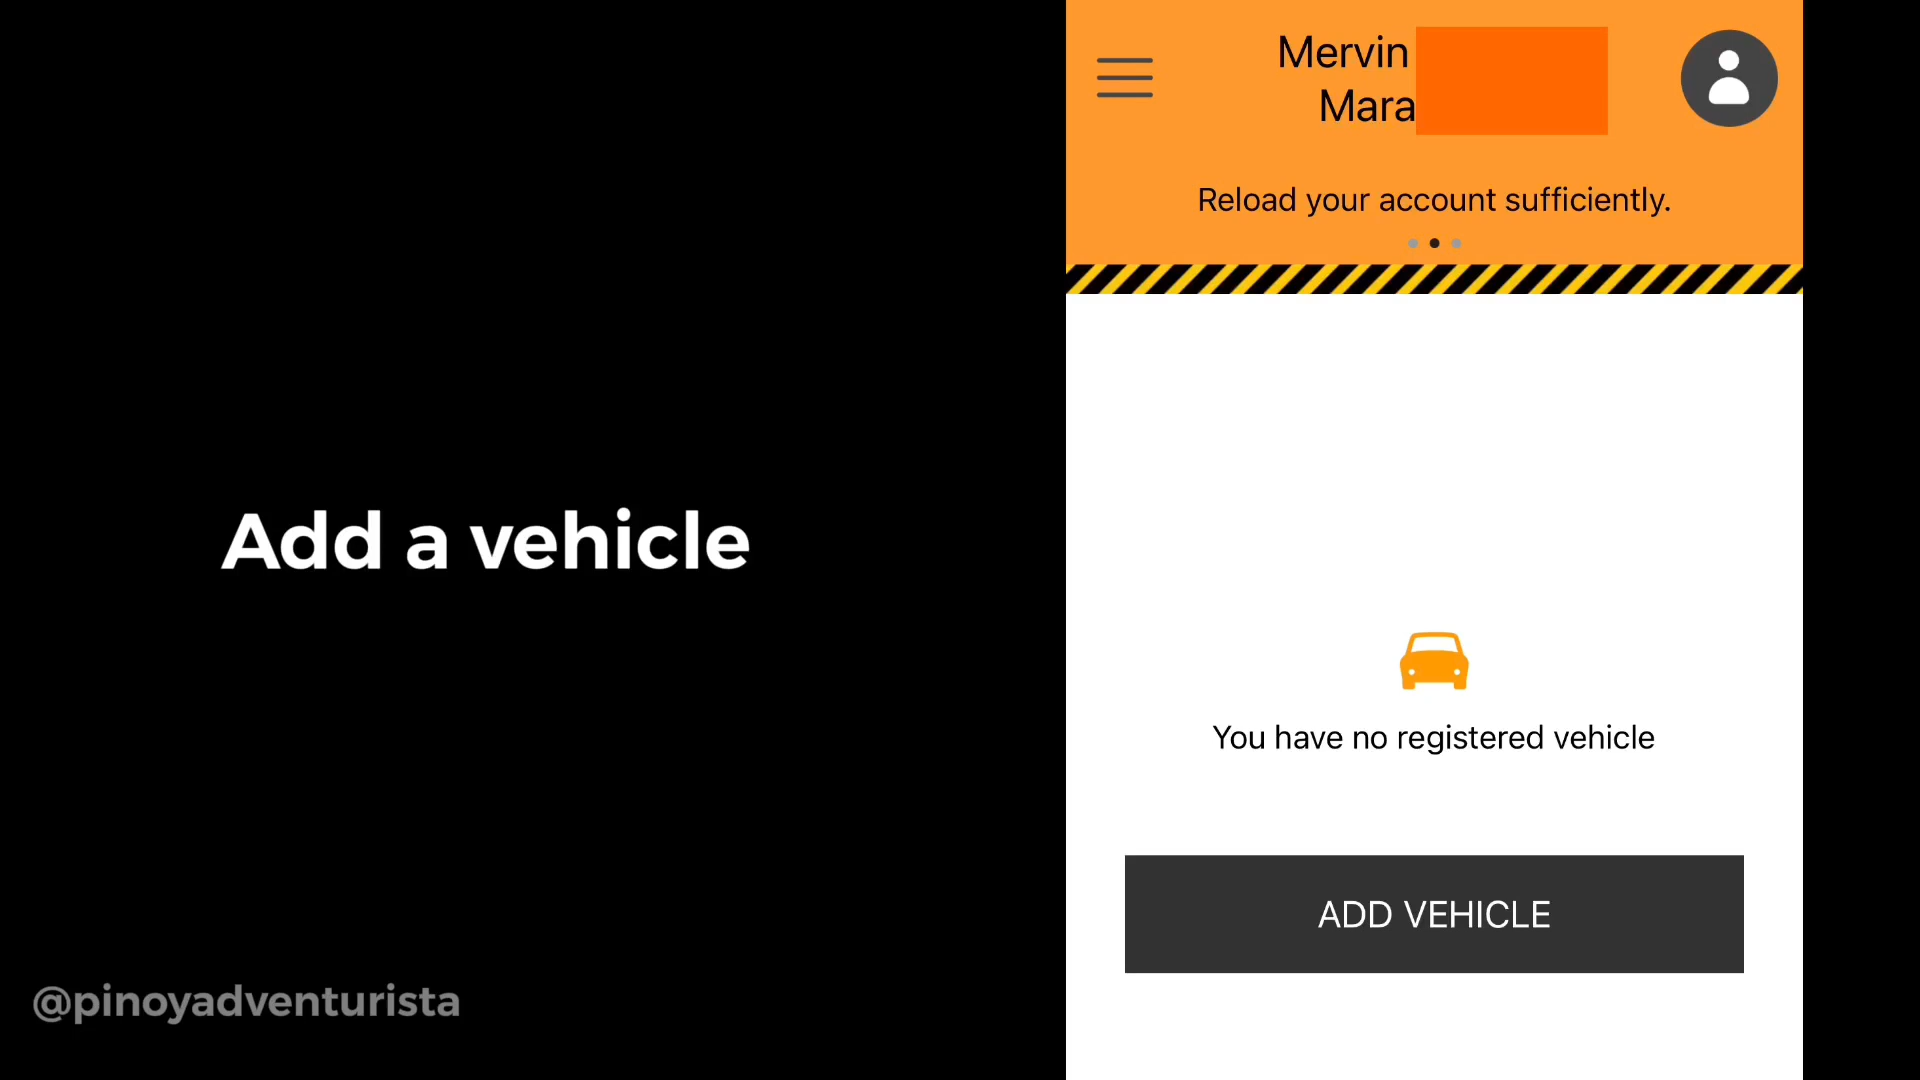 Add a vehicle
@pinoyadventurista
Mervin
Mara
Reload your account sufficiently.
You have no registered vehicle
ADD VEHICLE